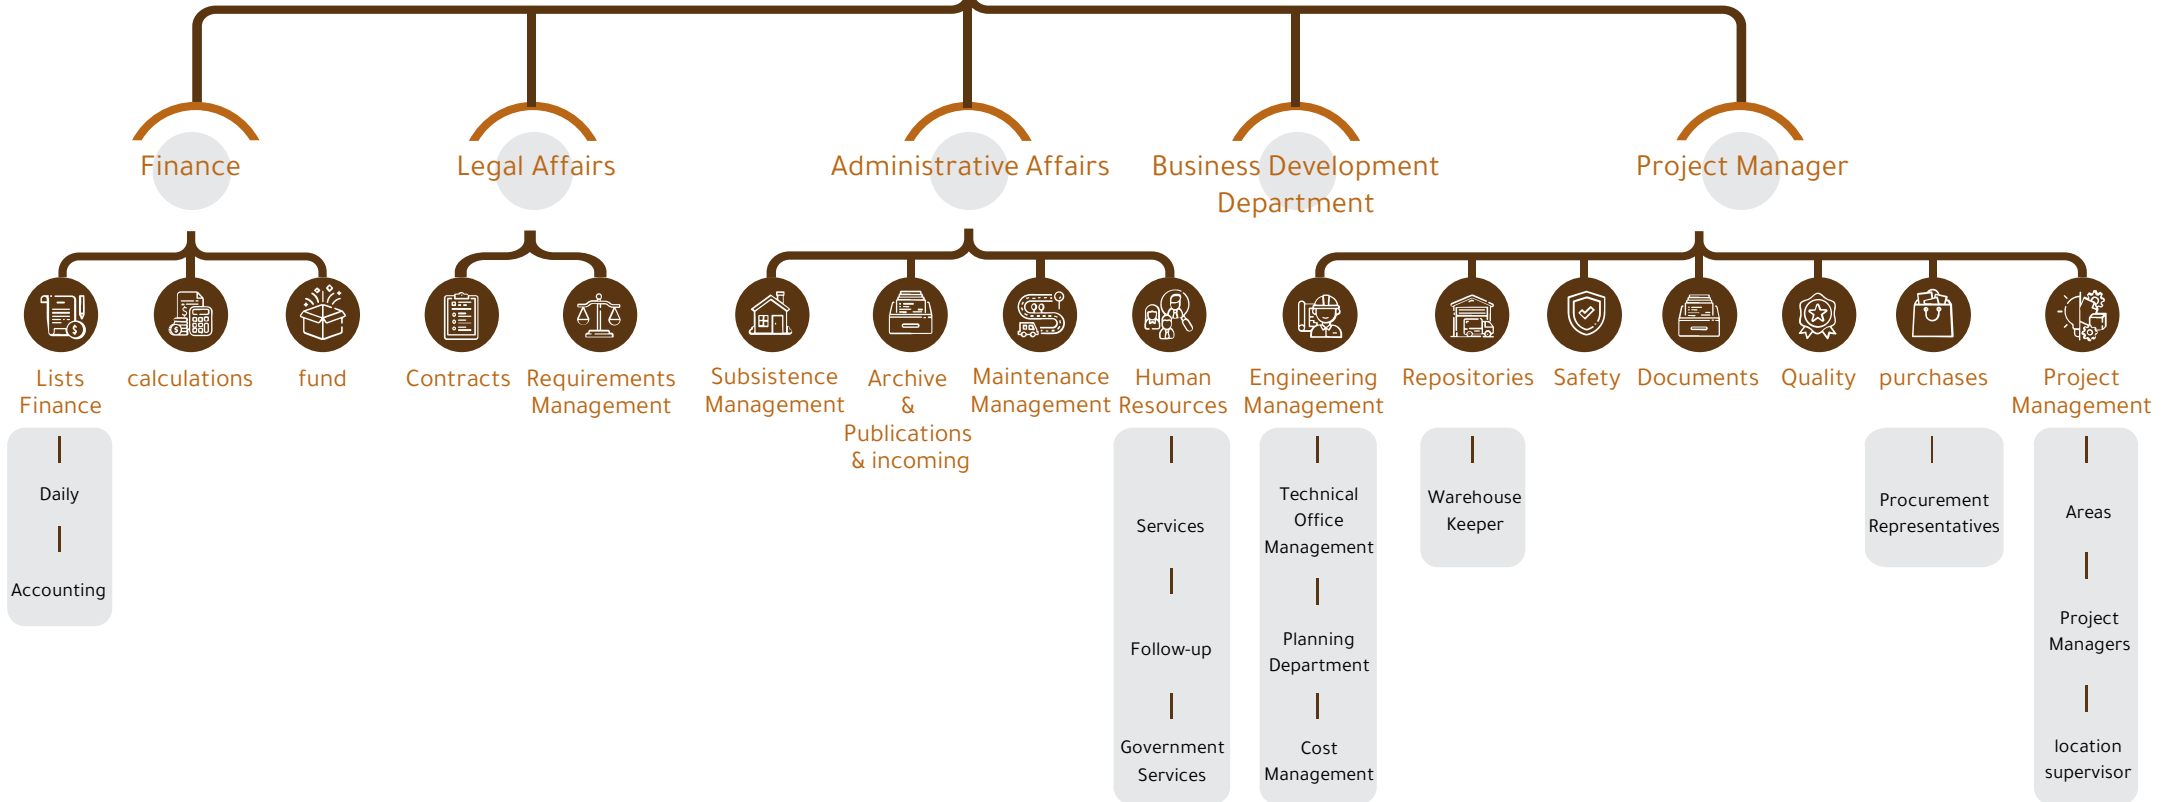 Finance
Legal Affairs
Administrative Affairs
Business Development
Department
Project Manager
Lists
Finance
calculations
fund
Contracts
Requirements
Management
Subsistence
Management
Archive
&
Publications
& incoming
Maintenance
Management
Human
Resources
Engineering
Management
Repositories
Safety
Documents
Quality
purchases
Project
Management
Daily
Accounting
Services
Follow-up
Government
Services
Technical
Office
Management
Planning
Department
Cost
Management
Warehouse
Keeper
Procurement
Representatives
Areas
Project
Managers
location
supervisor